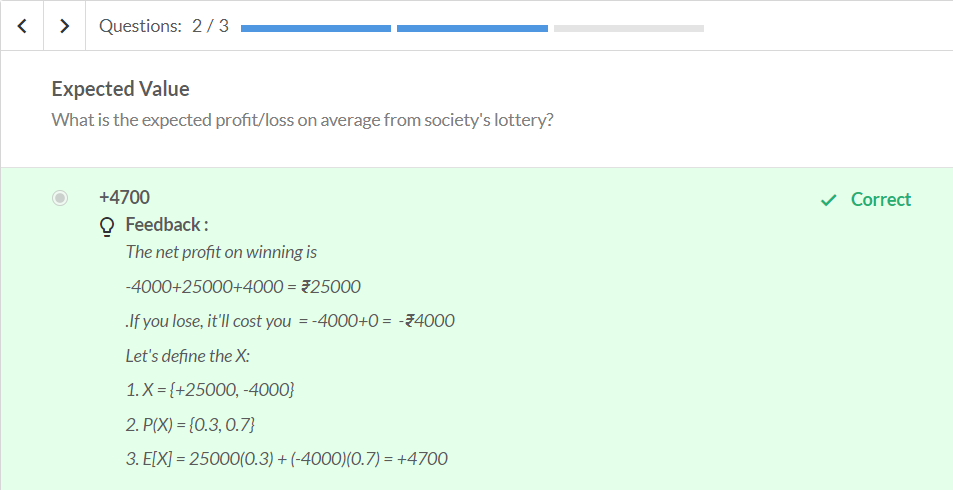 Questions: 2 / 3
Expected Value
What is the expected profit/loss on average from society's lottery?
+4700
Correct
Feedback :
The net profit on winning is
-4000+25000+4000 = ₹25000
.If you lose, it'll cost you = -4000+0 = -₹4000
Let's define the X:
1. X = {+25000, -4000}
2. P(X) = {0.3, 0.7}
3. E[X] = 25000(0.3) + (-4000)(0.7) = +4700